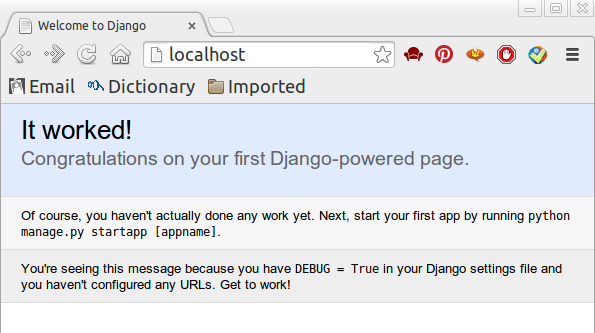 Welcome to Django
localhost
Email Dictionary Imported
It worked!
Congratulations on your first Django-powered page.
Of course, you haven't actually done any work yet. Next, start your first app by running python
manage.py startapp [appname].
You're seeing this message because you have DEBUG = True in your Django settings file and
you haven't configured any URLs. Get to work!